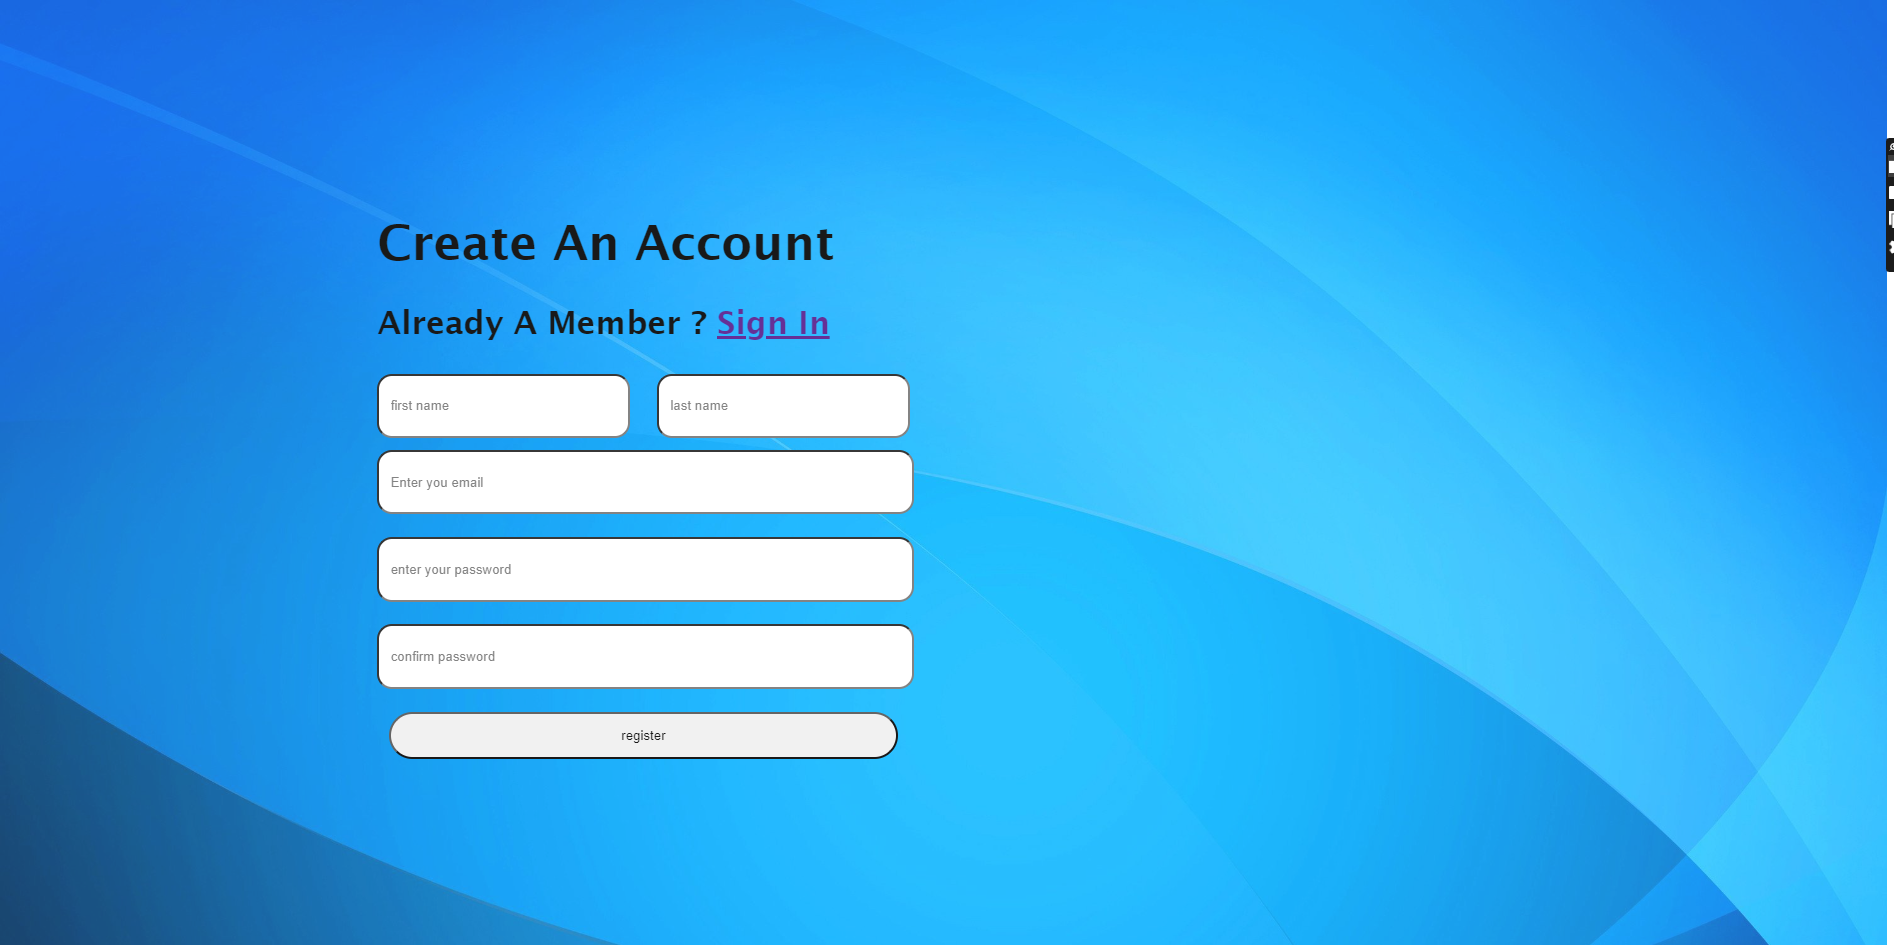 Create An Account
Already A Member ? Sign In
first name
last name
Enter you email
enter your password
confirm password
register